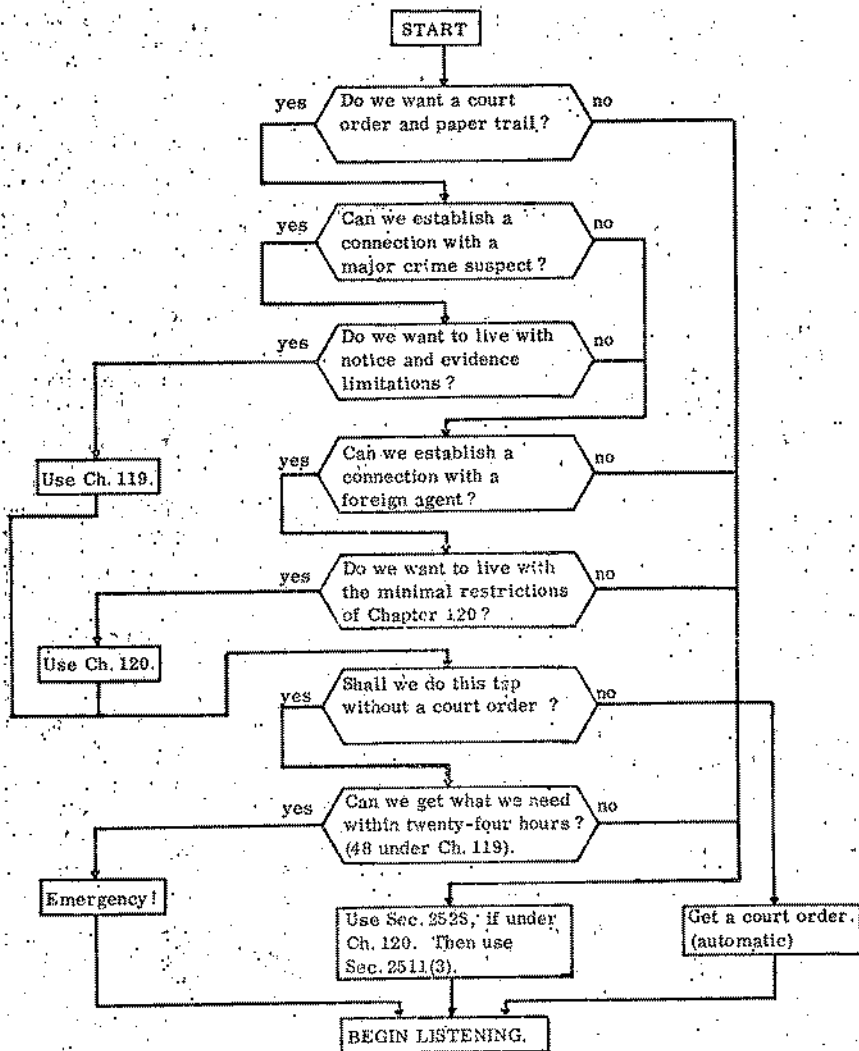 START
yes
Do we want a court
order and paper trail?
no
yes
Can we establish a
connection with a
major crime suspect?
no
yes
Do we want to live with
notice and evidence
limitations?
no
Use Ch. 119.
yes
Can we establish a
connection with a
foreign agent?
no
yes
Do we want to live with
the minimal restrictions
of Chapter 120?
no
Use Ch. 120.
yes
Shall we do this tap
without a court order ?
no
yes
Can we get what we need
within twenty-four hours?
(48 under Ch. 119).
no
Emergency!
Use Sec. 2528, if under
Ch. 120. Then use
Sec. 2511(3).
Get a court order.
(automatic)
BEGIN LISTENING.